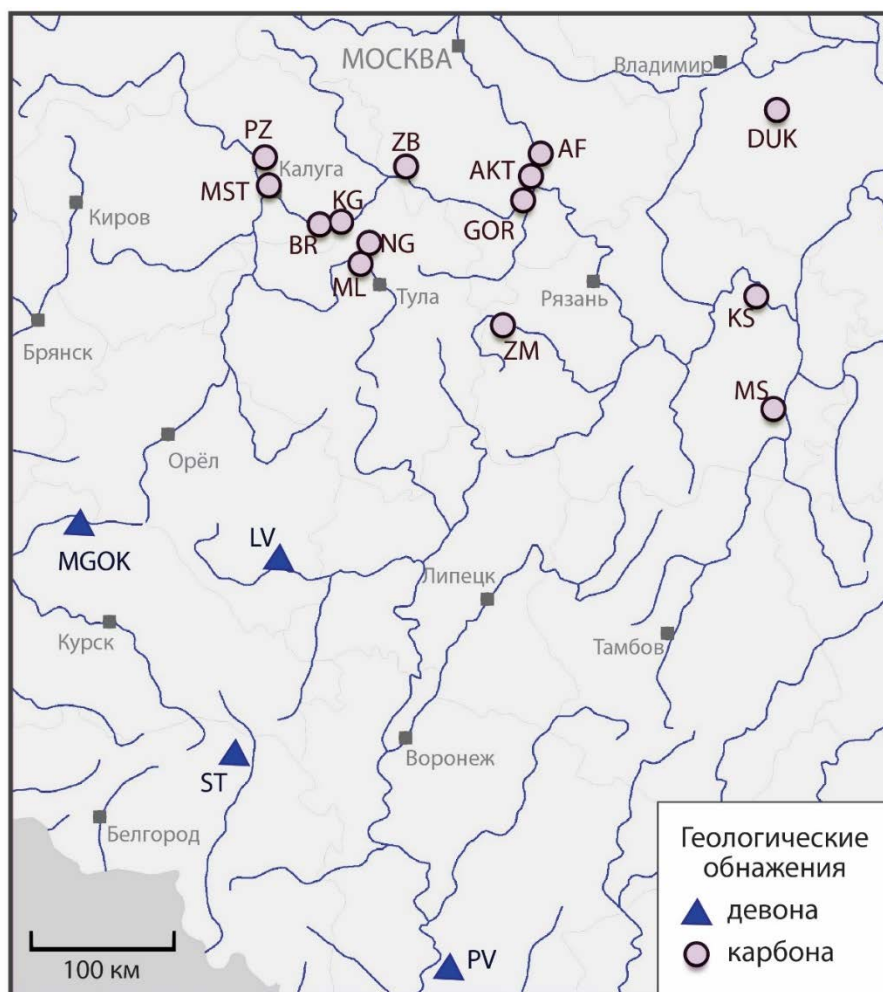 МОСКВА
Владимир
DUK
PZ
ZB
AF
Калуга
AKT
MST
KG
GOR
Киров
BR
NG
ML
Тула
Рязань
KS
Брянск
ZM
MS
Орёл
LV
MGOK
Липецк
Курск
Тамбов
Воронеж
ST
Белгород
Геологические
обнажения
девона
карбона
PV
100 км